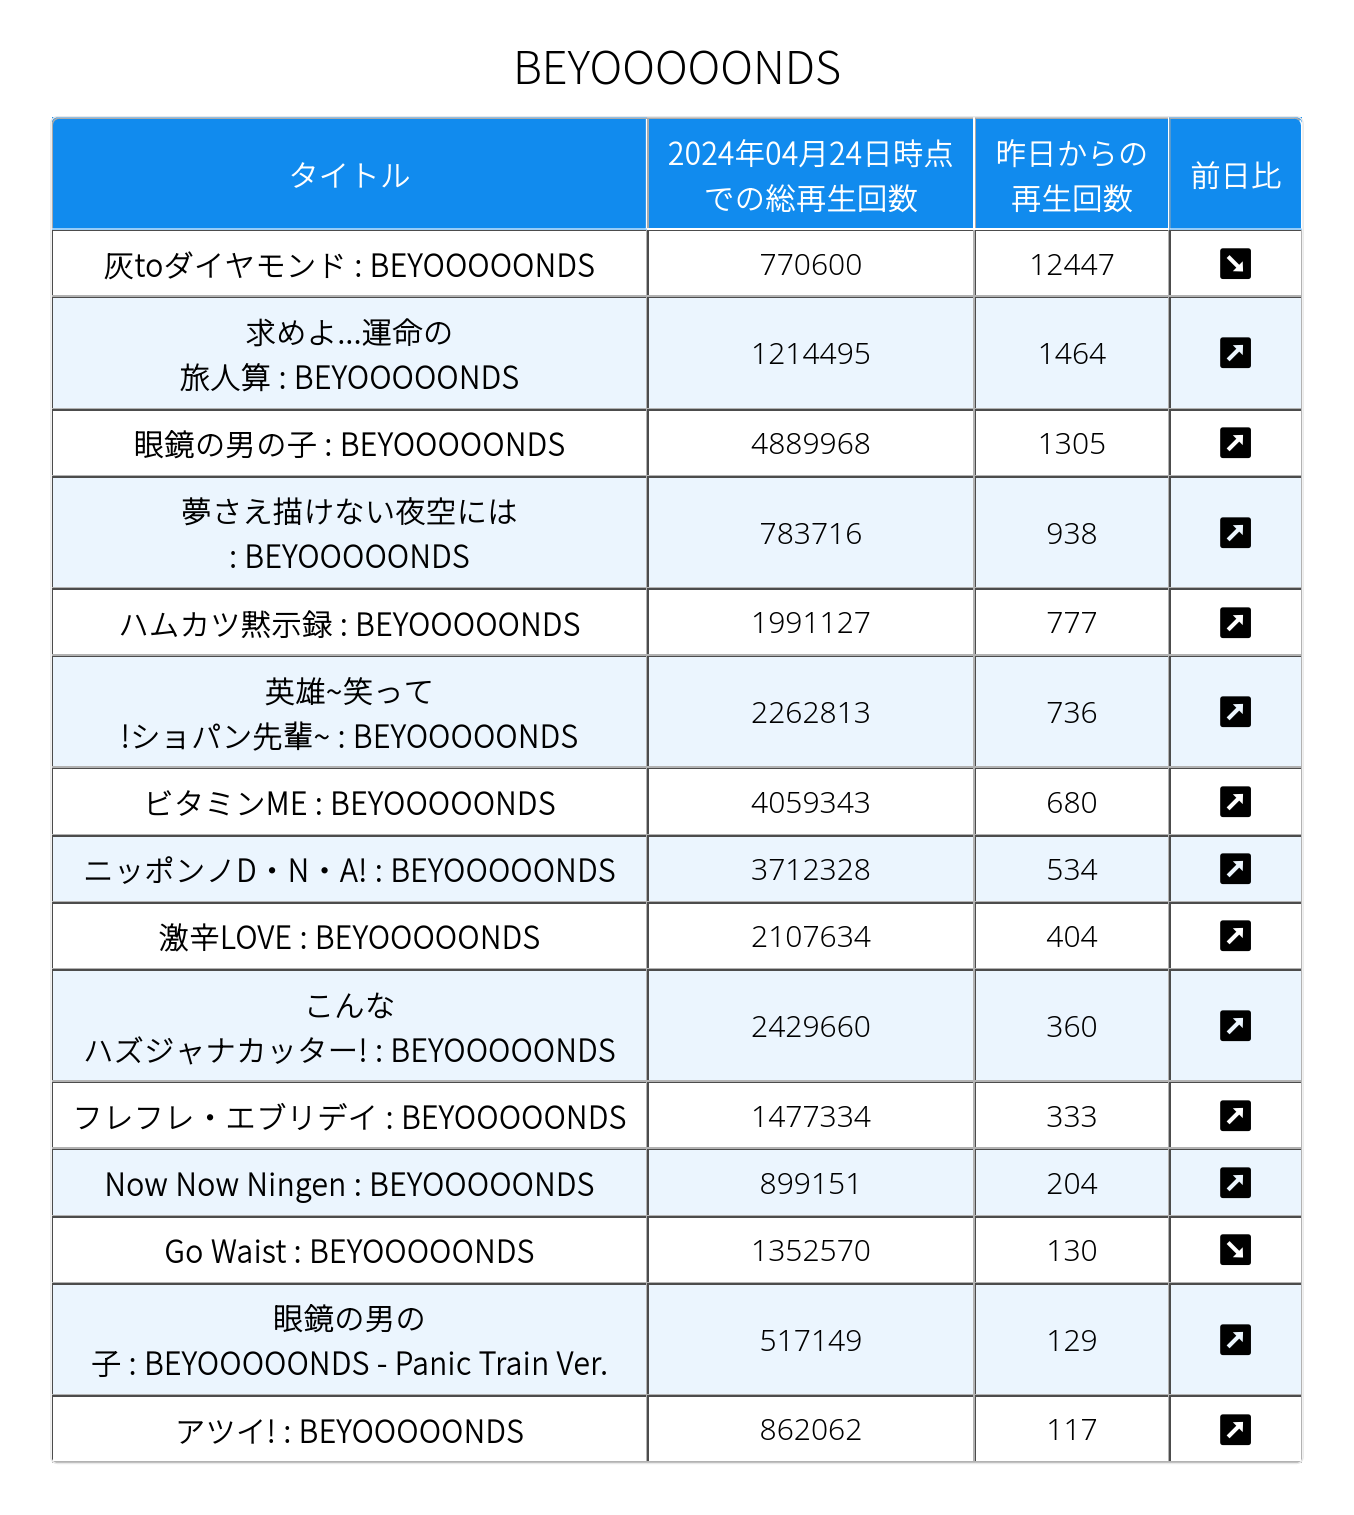 BEYOOOOONDS
タイトル
2024年04月24日時点
での総再生回数
昨日からの
再生回数
前日比
灰toダイヤモンド : BEYOOOOONDS
770600
12447
求めよ...運命の
旅人算 : BEYOOOOONDS
1214495
1464
眼鏡の男の子 : BEYOOOOONDS
4889968
1305
夢さえ描けない夜空には
: BEYOOOOONDS
783716
938
ハムカツ黙示録 : BEYOOOOONDS
1991127
777
英雄~笑って
!ショパン先輩~ : BEYOOOOONDS
2262813
736
ビタミンME : BEYOOOOONDS
4059343
680
ニッポンノD・N・A! : BEYOOOOONDS
3712328
534
激辛LOVE : BEYOOOOONDS
2107634
404
こんな
ハズジャナカッター! : BEYOOOOONDS
2429660
360
フレフレ・エブリデイ : BEYOOOOONDS
1477334
333
Now Now Ningen : BEYOOOOONDS
899151
204
Go Waist : BEYOOOOONDS
1352570
130
眼鏡の男の
子 : BEYOOOOONDS - Panic Train Ver.
517149
129
アツイ! : BEYOOOOONDS
862062
117